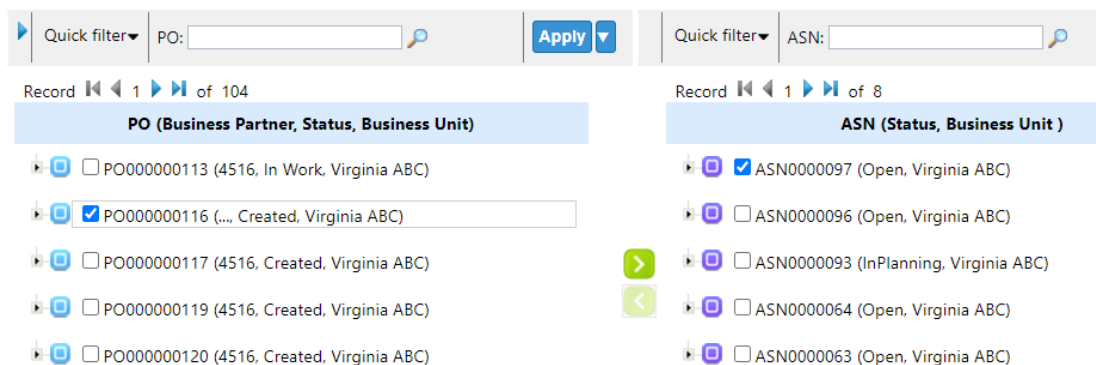 Quick filter PO: Apply
Record 1 of 104
PO (Business Partner, Status, Business Unit)
PO000000113 (4516, In Work, Virginia ABC)
PO000000116 (..., Created, Virginia ABC)
PO000000117 (4516, Created, Virginia ABC)
PO000000119 (4516, Created, Virginia ABC)
PO000000120 (4516, Created, Virginia ABC)
Quick filter ASN:
Record 1 of 8
ASN (Status, Business Unit )
ASN0000097 (Open, Virginia ABC)
ASN0000096 (Open, Virginia ABC)
ASN0000093 (InPlanning, Virginia ABC)
ASN0000064 (Open, Virginia ABC)
ASN0000063 (Open, Virginia ABC)